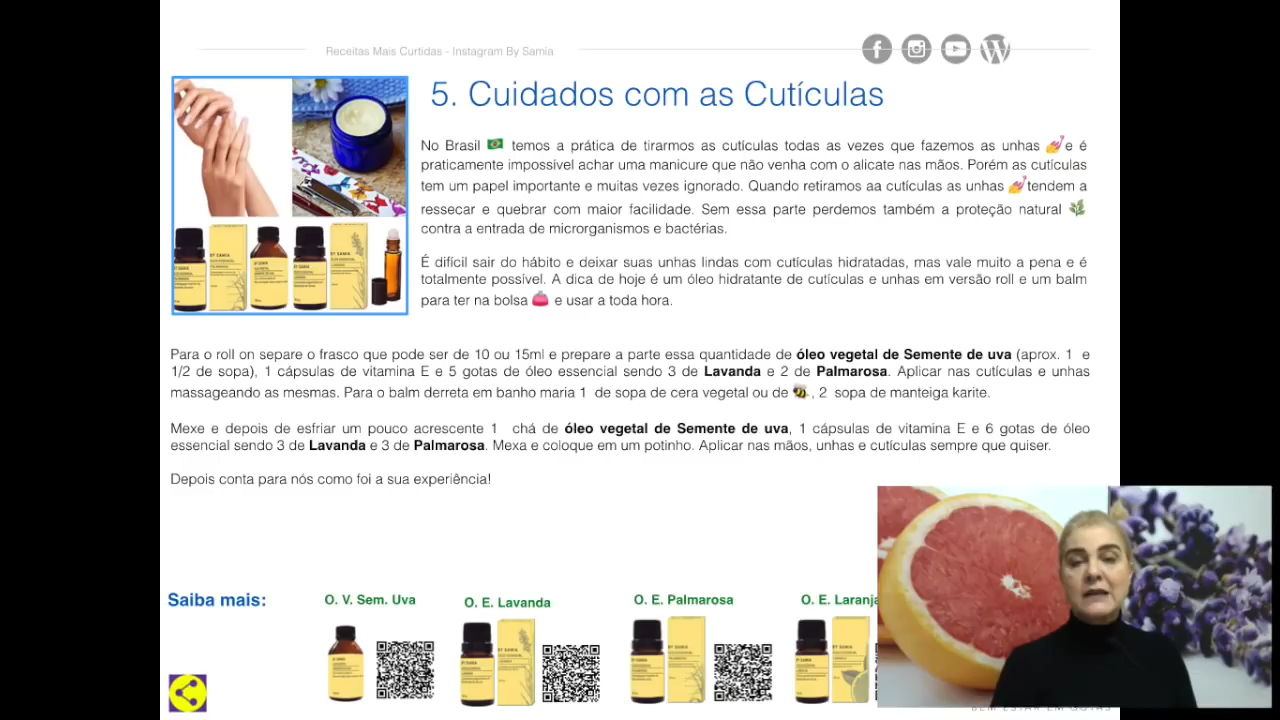 Receitas Mais Curtidas - Instagram By Samia
5. Cuidados com as Cutículas
No Brasil 🇧🇷 temos a prática de tirarmos as cutículas todas as vezes que fazemos as unhas 💅 e é
praticamente impossível achar uma manicure que não venha com o alicate nas mãos. Porém as cutículas
tem um papel importante e muitas vezes ignorado. Quando retiramos aa cutículas as unhas 💅 tendem a
ressecar e quebrar com maior facilidade. Sem essa parte perdemos também a proteção natural 🌿
contra a entrada de microrganismos e bactérias.
É difícil sair do hábito e deixar suas unhas lindas com cutículas hidratadas, mas vale muito a pena e é
totalmente possível. A dica de hoje é um óleo hidratante de cutículas e unhas em versão roll e um balm
para ter na bolsa 👛 e usar a toda hora.
Para o roll on separe o frasco que pode ser de 10 ou 15ml e prepare a parte essa quantidade de óleo vegetal de Semente de uva (aprox. 1 e
1/2 de sopa), 1 cápsulas de vitamina E e 5 gotas de óleo essencial sendo 3 de Lavanda e 2 de Palmarosa. Aplicar nas cutículas e unhas
massageando as mesmas. Para o balm derreta em banho maria 1 de sopa de cera vegetal ou de 🐝, 2 sopa de manteiga karite.
Mexe e depois de esfriar um pouco acrescente 1 chá de óleo vegetal de Semente de uva, 1 cápsulas de vitamina E e 6 gotas de óleo
essencial sendo 3 de Lavanda e 3 de Palmarosa. Mexa e coloque em um potinho. Aplicar nas mãos, unhas e cutículas sempre que quiser.
Depois conta para nós como foi a sua experiência!
Saiba mais:
O. V. Sem. Uva
O. E. Lavanda
O. E. Palmarosa
O. E. Laranja